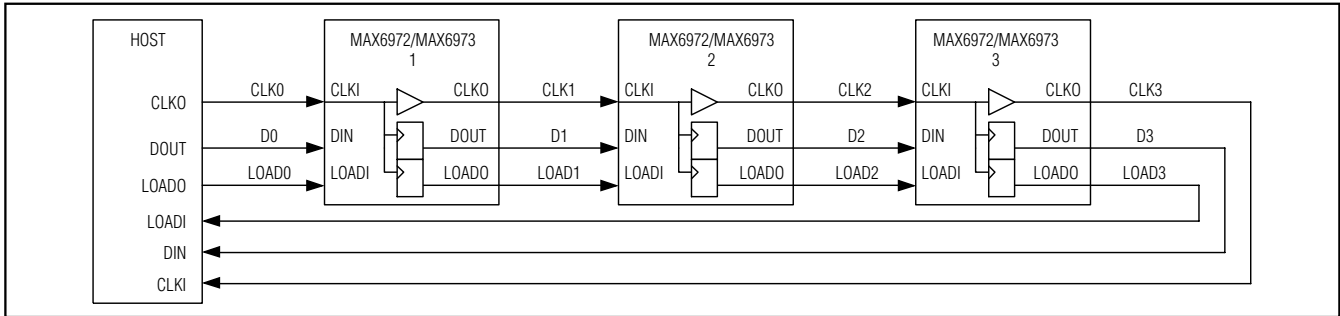 HOST
MAX6972/MAX6973
1
MAX6972/MAX6973
2
MAX6972/MAX6973
3
CLKO CLK0 CLKI CLKO CLK1 CLKI CLKO CLK2 CLKI CLKO CLK3
DOUT D0 DIN DOUT D1 DIN DOUT D2 DIN DOUT D3
LOADO LOAD0 LOADI LOADO LOAD1 LOADI LOADO LOAD2 LOADI LOADO LOAD3
LOADI
DIN
CLKI